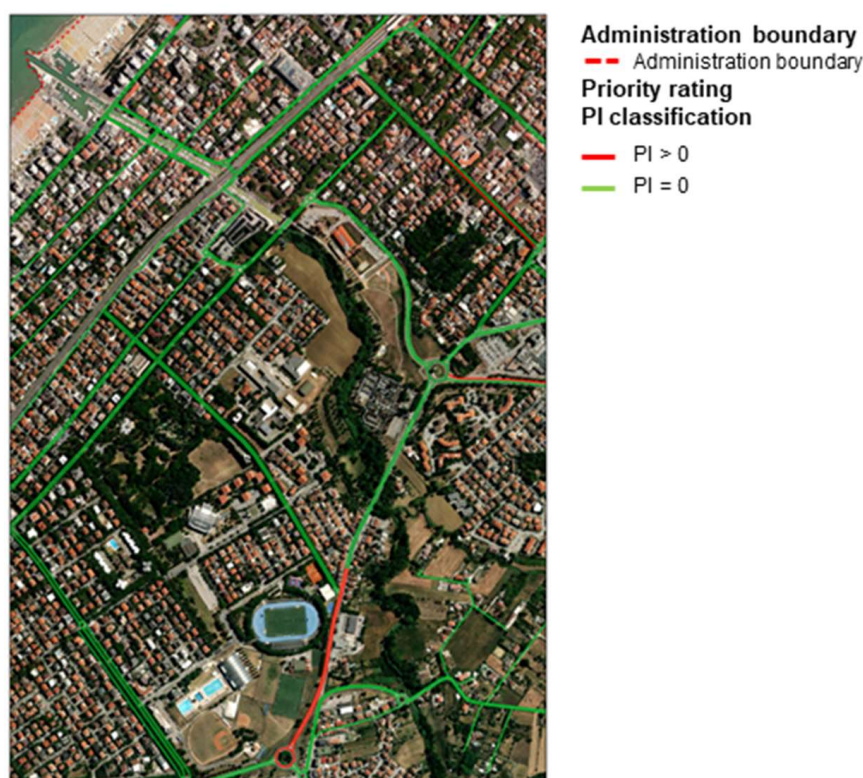 Administration boundary
Administration boundary
Priority rating
PI classification
PI > 0
PI = 0